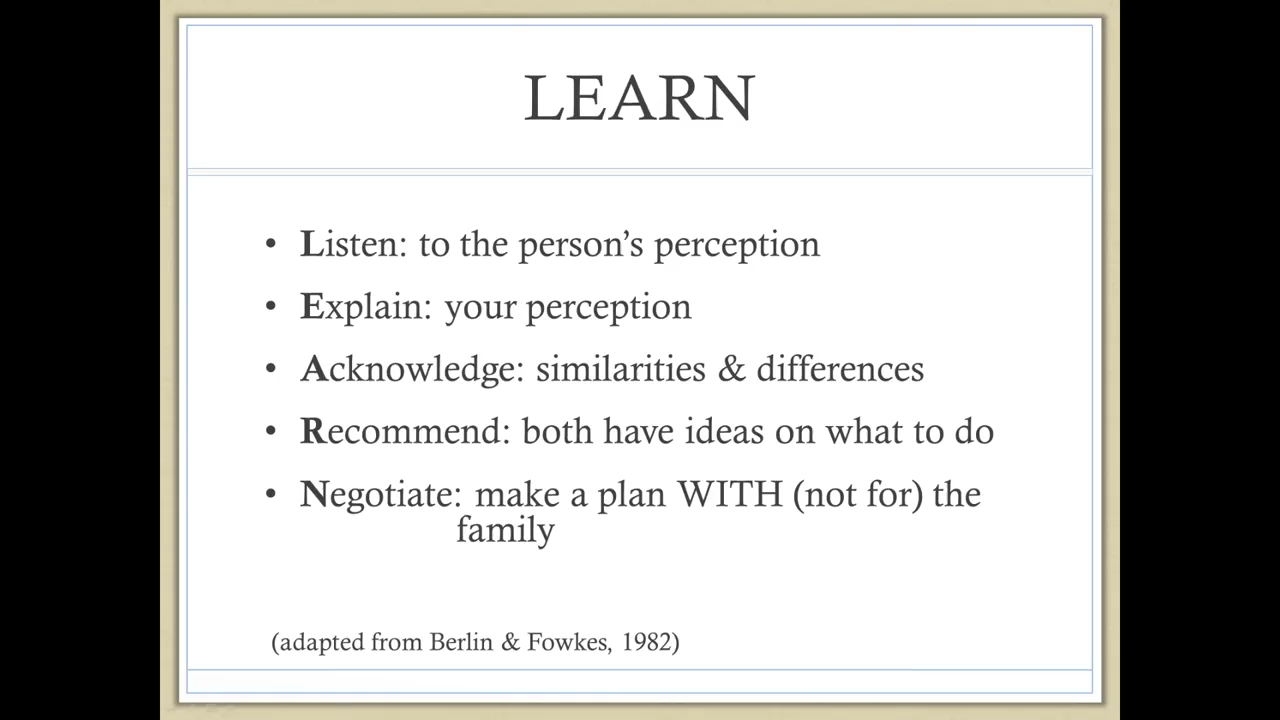 LEARN
• Listen: to the person’s perception
• Explain: your perception
• Acknowledge: similarities & differences
• Recommend: both have ideas on what to do
• Negotiate: make a plan WITH (not for) the
family
(adapted from Berlin & Fowkes, 1982)